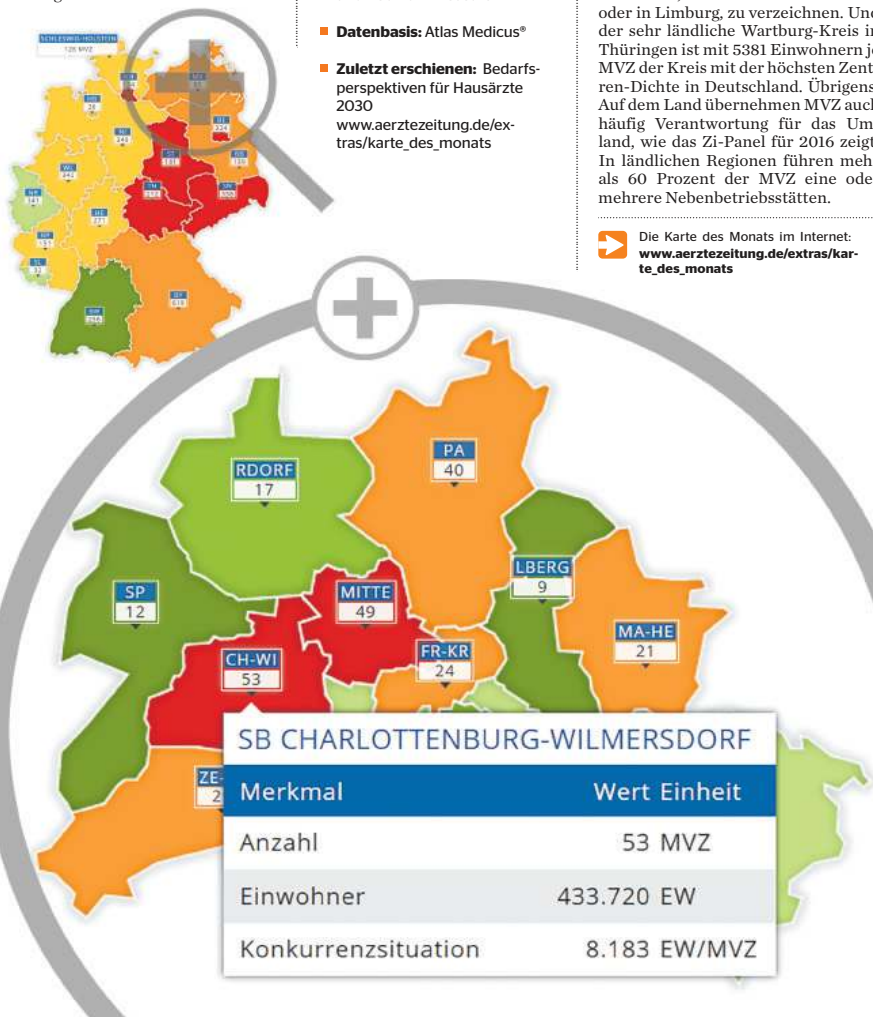 SCHLESWIG-HOLSTEIN
128 MVZ
Datenbasis: Atlas Medicus®
Zuletzt erschienen: Bedarfs-
perspektiven für Hausärzte
2030
www.aerztezeitung.de/ex-
tras/karte_des_monats
oder in Limburg, zu verzeichnen. Und
der sehr ländliche Wartburg-Kreis in
Thüringen ist mit 5381 Einwohnern je
MVZ der Kreis mit der höchsten Zent-
ren-Dichte in Deutschland. Übrigens:
Auf dem Land übernehmen MVZ auch
häufig Verantwortung für das Um-
land, wie das Zi-Panel für 2016 zeigt.
In ländlichen Regionen führen mehr
als 60 Prozent der MVZ eine oder
mehrere Nebenbetriebsstätten.
Die Karte des Monats im Internet:
www.aerztezeitung.de/extras/kar-
te_des_monats
PA
40
RDORF
17
LBERG
9
SP
12
MITTE
49
MA-HE
21
FR-KR
24
CH-WI
53
ZE-
2
SB CHARLOTTENBURG-WILMERSDORF
Merkmal Wert Einheit
Anzahl 53 MVZ
Einwohner 433.720 EW
Konkurrenzsituation 8.183 EW/MVZ